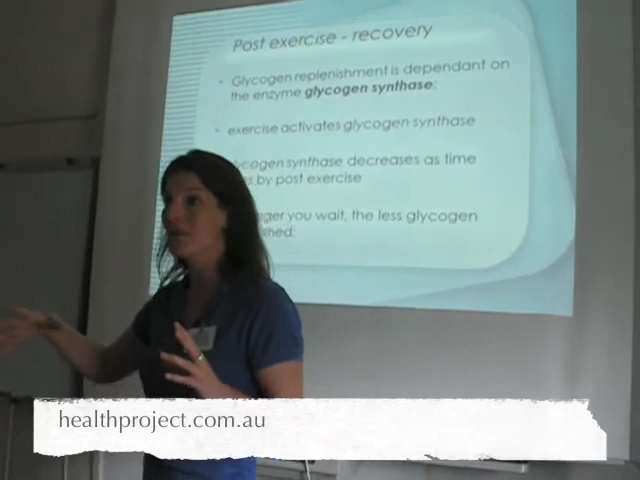 Post exercise - recovery
Glycogen replenishment is dependant on
the enzyme glycogen synthase;
exercise activates glycogen synthase
synthase decreases as time
by post exercise
you wait, the less glycogen
healthproject.com.au